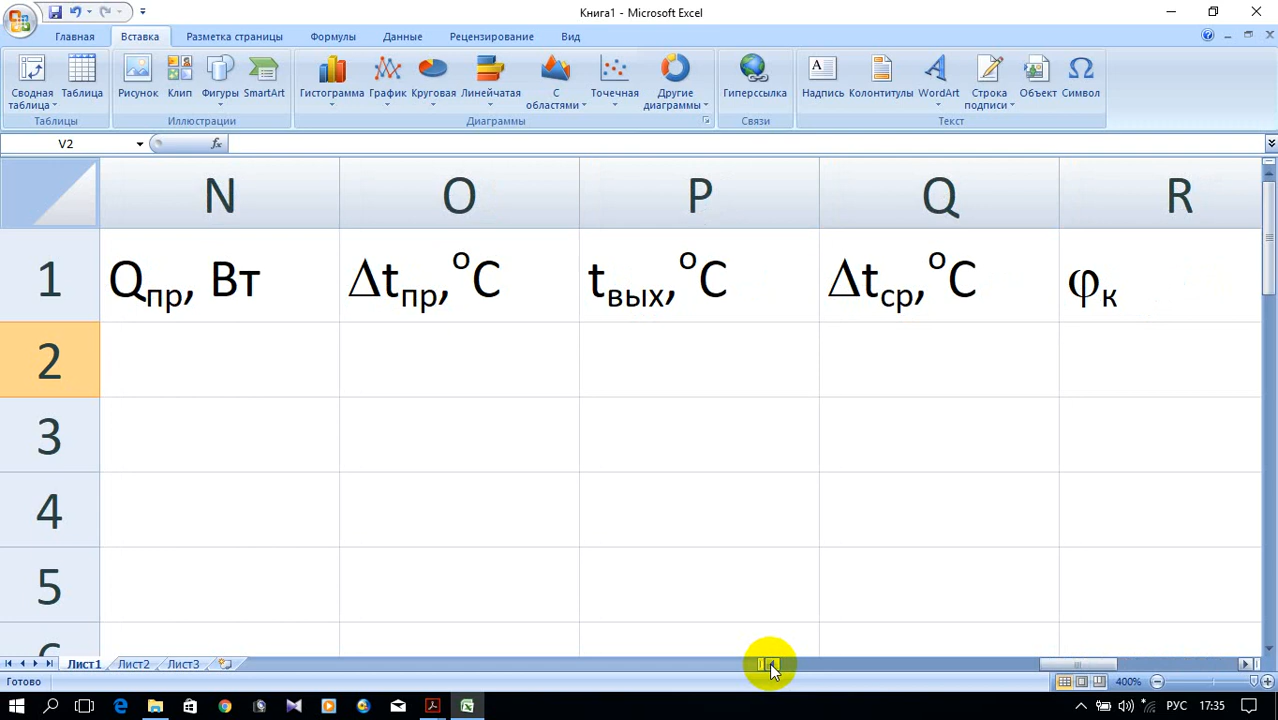 Книга1 - Microsoft Excel
Главная Вставка Разметка страницы Формулы Данные Рецензирование Вид
Сводная таблица Таблица Рисунок Клип Фигуры SmartArt Гистограмма График Круговая Линейчатая С областями Точечная Другие диаграммы Гиперссылка Надпись Колонтитулы WordArt Строка подписи Объект Символ
Таблицы Иллюстрации Диаграммы Связи Текст
V2 fx
N O P Q R
1 Qпр, Вт Δtпр,°C tвых,°C Δtср,°C φк
2
3
4
5
6
Лист1 Лист2 Лист3
Готово 400%
РУС 17:35